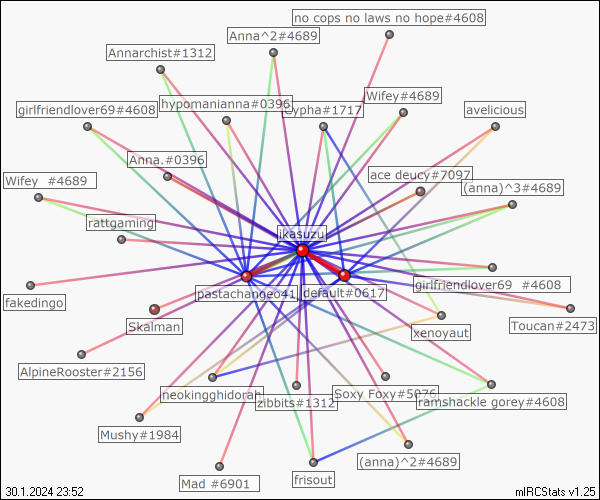 no cops no laws no hope#4608
Anna^2#4689
Annarchist#1312
Wifey#4689
hypomanianna#0396
girlfriendlover69#4608
Cypha#1717
avelicious
Anna.#0396
ace deucy#7097
Wifey  #4689
(anna)^3#4689
rattgaming
ikasuzu
girlfriendlover69  #4608
pastachangeo41
default#0617
fakedingo
Skalman
Toucan#2473
xenoyaut
AlpineRooster#2156
neokingghidorah
Soxy Foxy#5076
zibbits#1312
ramshackle gorey#4608
Mushy#1984
(anna)^2#4689
Mad #6901
frisout
30.1.2024 23:52
mIRCStats v1.25